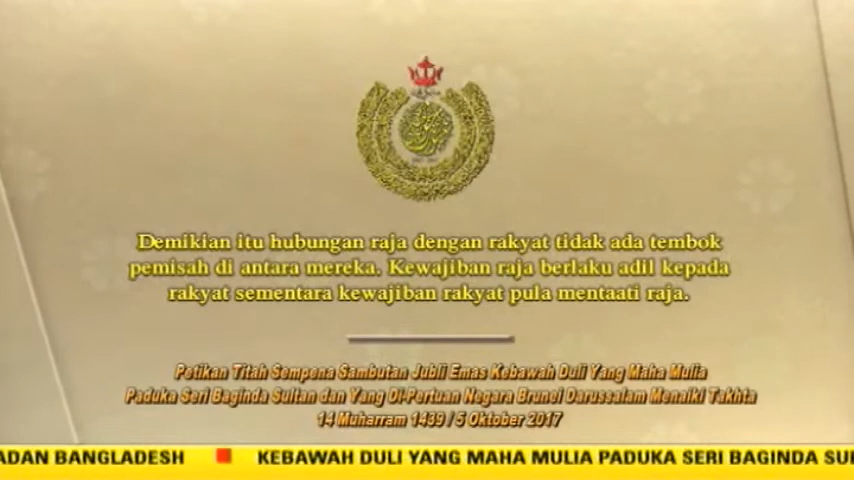 Demikian itu hubungan raja dengan rakyat tidak ada tembok
pemisah di antara mereka. Kewajiban raja berlaku adil kepada
rakyat sementara kewajiban rakyat pula mentaati raja.
Petikan Titah Sempena Sambutan Jubli Emas Kebawah Duli Yang Maha Mulia
Paduka Seri Baginda Sultan dan Yang Di-Pertuan Negara Brunei Darussalam Menaiki Takhta
14 Muharram 1439 / 5 Oktober 2017
ADAN BANGLADESH KEBAWAH DULI YANG MAHA MULIA PADUKA SERI BAGINDA SUL